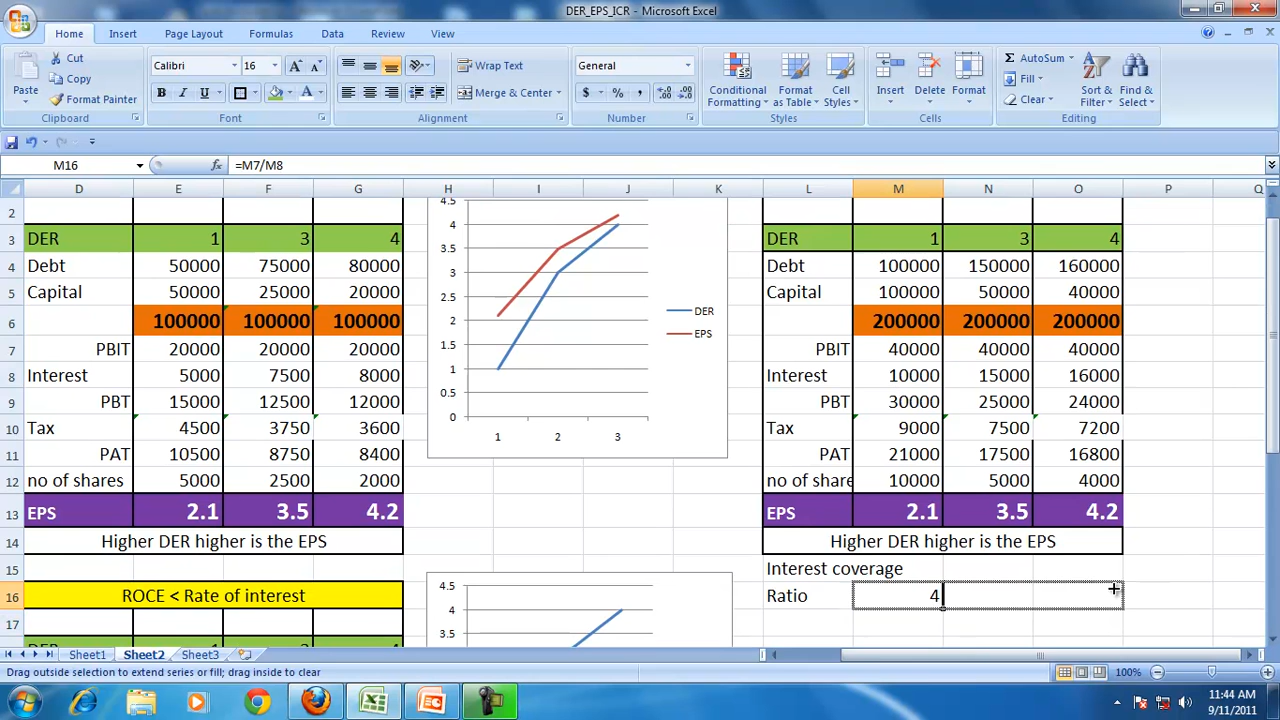 DER_EPS_ICR - Microsoft Excel
Home Insert Page Layout Formulas Data Review View
Paste
Cut
Copy
Format Painter
Clipboard
Calibri 16
A A
B I U A
Font
Wrap Text
Merge & Center
Alignment
General
$ % ,
Number
Conditional Formatting
Format as Table
Cell Styles
Styles
Insert Delete Format
Cells
Σ AutoSum
Fill
Clear
Sort & Filter
Find & Select
Editing
M16 fx =M7/M8
D E F G H I J K L M N O P Q
2
3 DER 1 3 4 DER 1 3 4
4 Debt 50000 75000 80000 Debt 100000 150000 160000
5 Capital 50000 25000 20000 Capital 100000 50000 40000
6 100000 100000 100000 200000 200000 200000
7 PBIT 20000 20000 20000 PBIT 40000 40000 40000
8 Interest 5000 7500 8000 Interest 10000 15000 16000
9 PBT 15000 12500 12000 PBT 30000 25000 24000
10 Tax 4500 3750 3600 Tax 9000 7500 7200
11 PAT 10500 8750 8400 PAT 21000 17500 16800
12 no of shares 5000 2500 2000 no of share 10000 5000 4000
13 EPS 2.1 3.5 4.2 EPS 2.1 3.5 4.2
14 Higher DER higher is the EPS Higher DER higher is the EPS
15 Interest coverage
16 ROCE < Rate of interest Ratio 4
17
4.5
4
3.5
3
2.5
2
1.5
1
0.5
0
1 2 3
DER
EPS
4.5
4
3.5
Sheet1 Sheet2 Sheet3
Drag outside selection to extend series or fill; drag inside to clear
100%
11:44 AM
9/11/2011